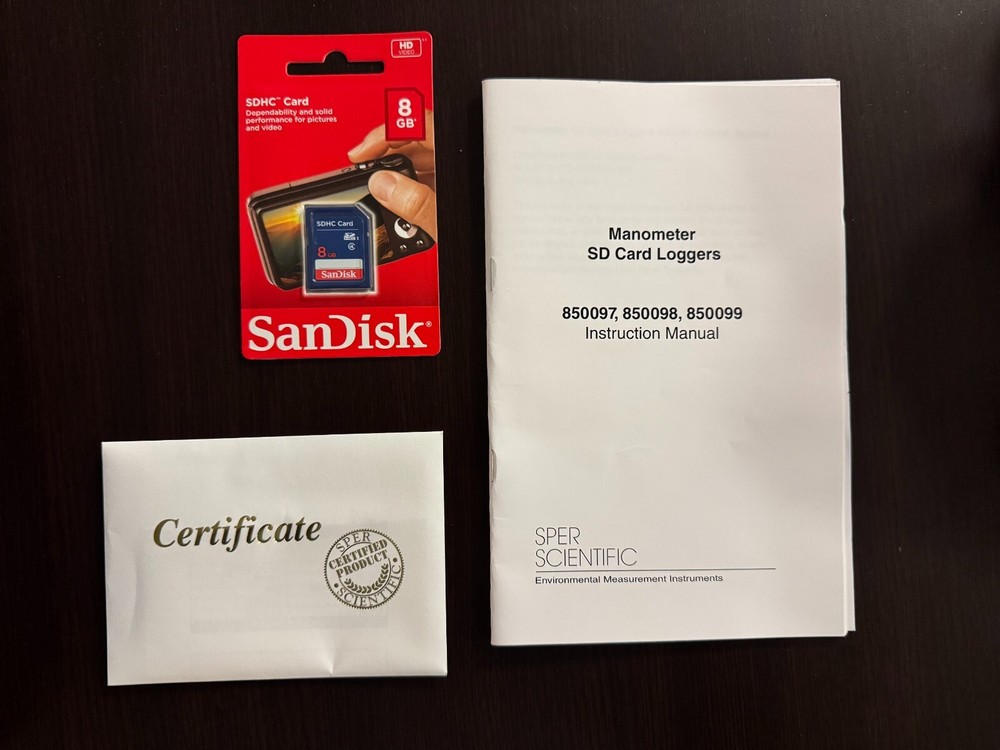 HD
VIDEO
SDHC™ Card
Dependability and solid
performance for pictures
and video
8
GB
SDHC Card
8 GB
SanDisk
SanDisk®
Manometer
SD Card Loggers
850097, 850098, 850099
Instruction Manual
SPER
SCIENTIFIC
Environmental Measurement Instruments
Certificate
SPER
CERTIFIED
PRODUCT
SCIENTIFIC